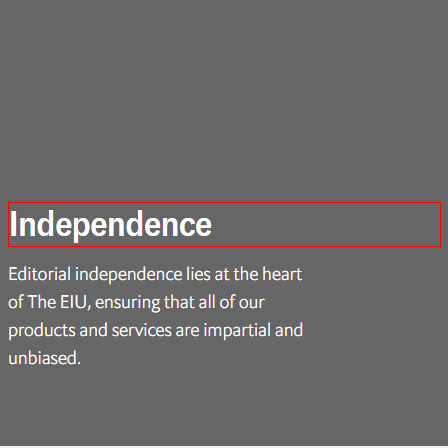 Independence
Editorial independence lies at the heart
of The EIU, ensuring that all of our
products and services are impartial and
unbiased.